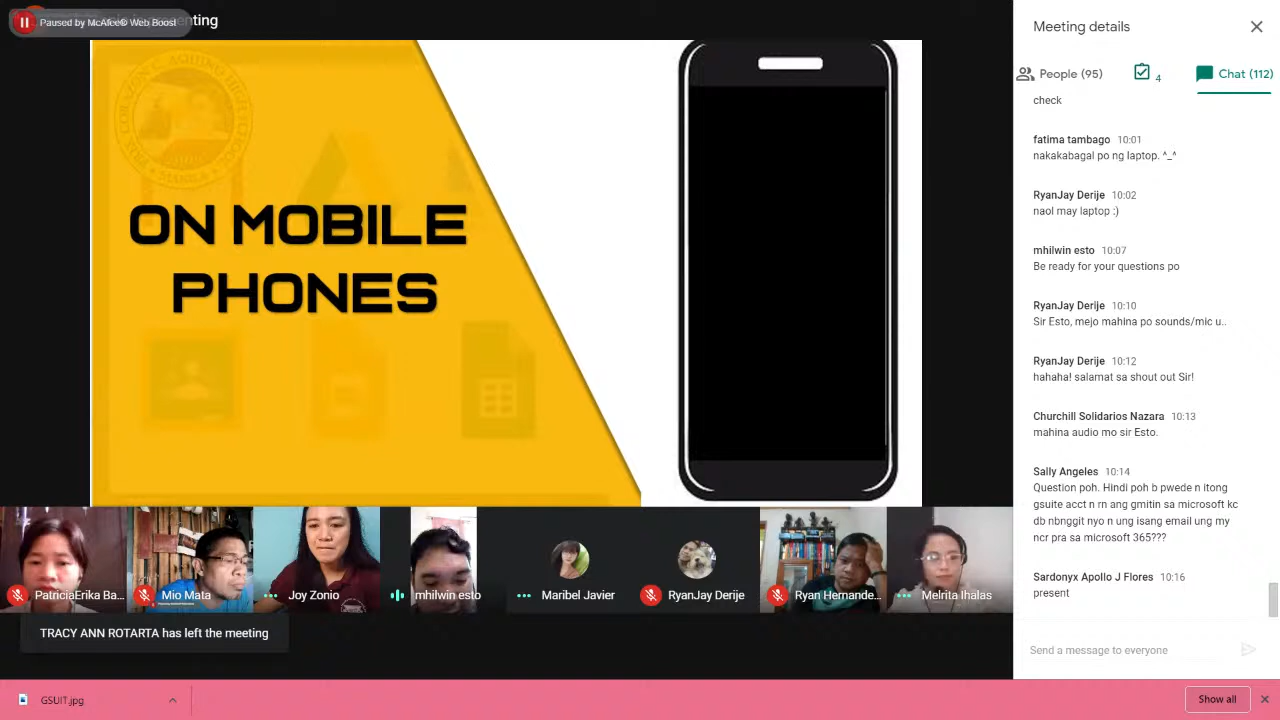 Paused by McAfee® Web Boost
enting
ON MOBILE
PHONES
PatriciaErika Ba...
Mio Mata
Joy Zonio
mhilwin esto
Maribel Javier
RyanJay Derije
Ryan Hernande...
Melrita Ihalas
TRACY ANN ROTARTA has left the meeting
GSUIT.jpg
Show all
Meeting details
People (95)
4
Chat (112)
check
fatima tambago 10:01
nakakabagal po ng laptop. ^_^
RyanJay Derije 10:02
naol may laptop :)
mhilwin esto 10:07
Be ready for your questions po
RyanJay Derije 10:10
Sir Esto, mejo mahina po sounds/mic u..
RyanJay Derije 10:12
hahaha! salamat sa shout out Sir!
Churchill Solidarios Nazara 10:13
mahina audio mo sir Esto.
Sally Angeles 10:14
Question poh. Hindi poh b pwede n itong
gsuite acct n rn ang gmitin sa microsoft kc
db nbnggit nyo n ung isang email ung my
ncr pra sa microsoft 365???
Sardonyx Apollo J Flores 10:16
present
Send a message to everyone